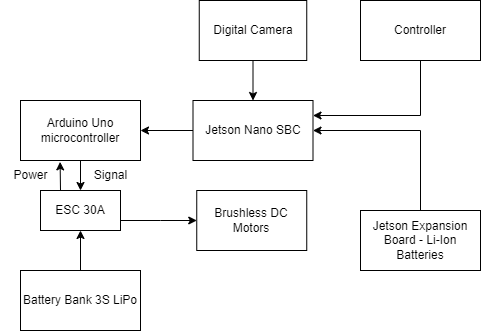 Digital Camera
Controller
Arduino Uno
microcontroller
Jetson Nano SBC
Power
Signal
ESC 30A
Brushless DC
Motors
Jetson Expansion
Board - Li-Ion
Batteries
Battery Bank 3S LiPo